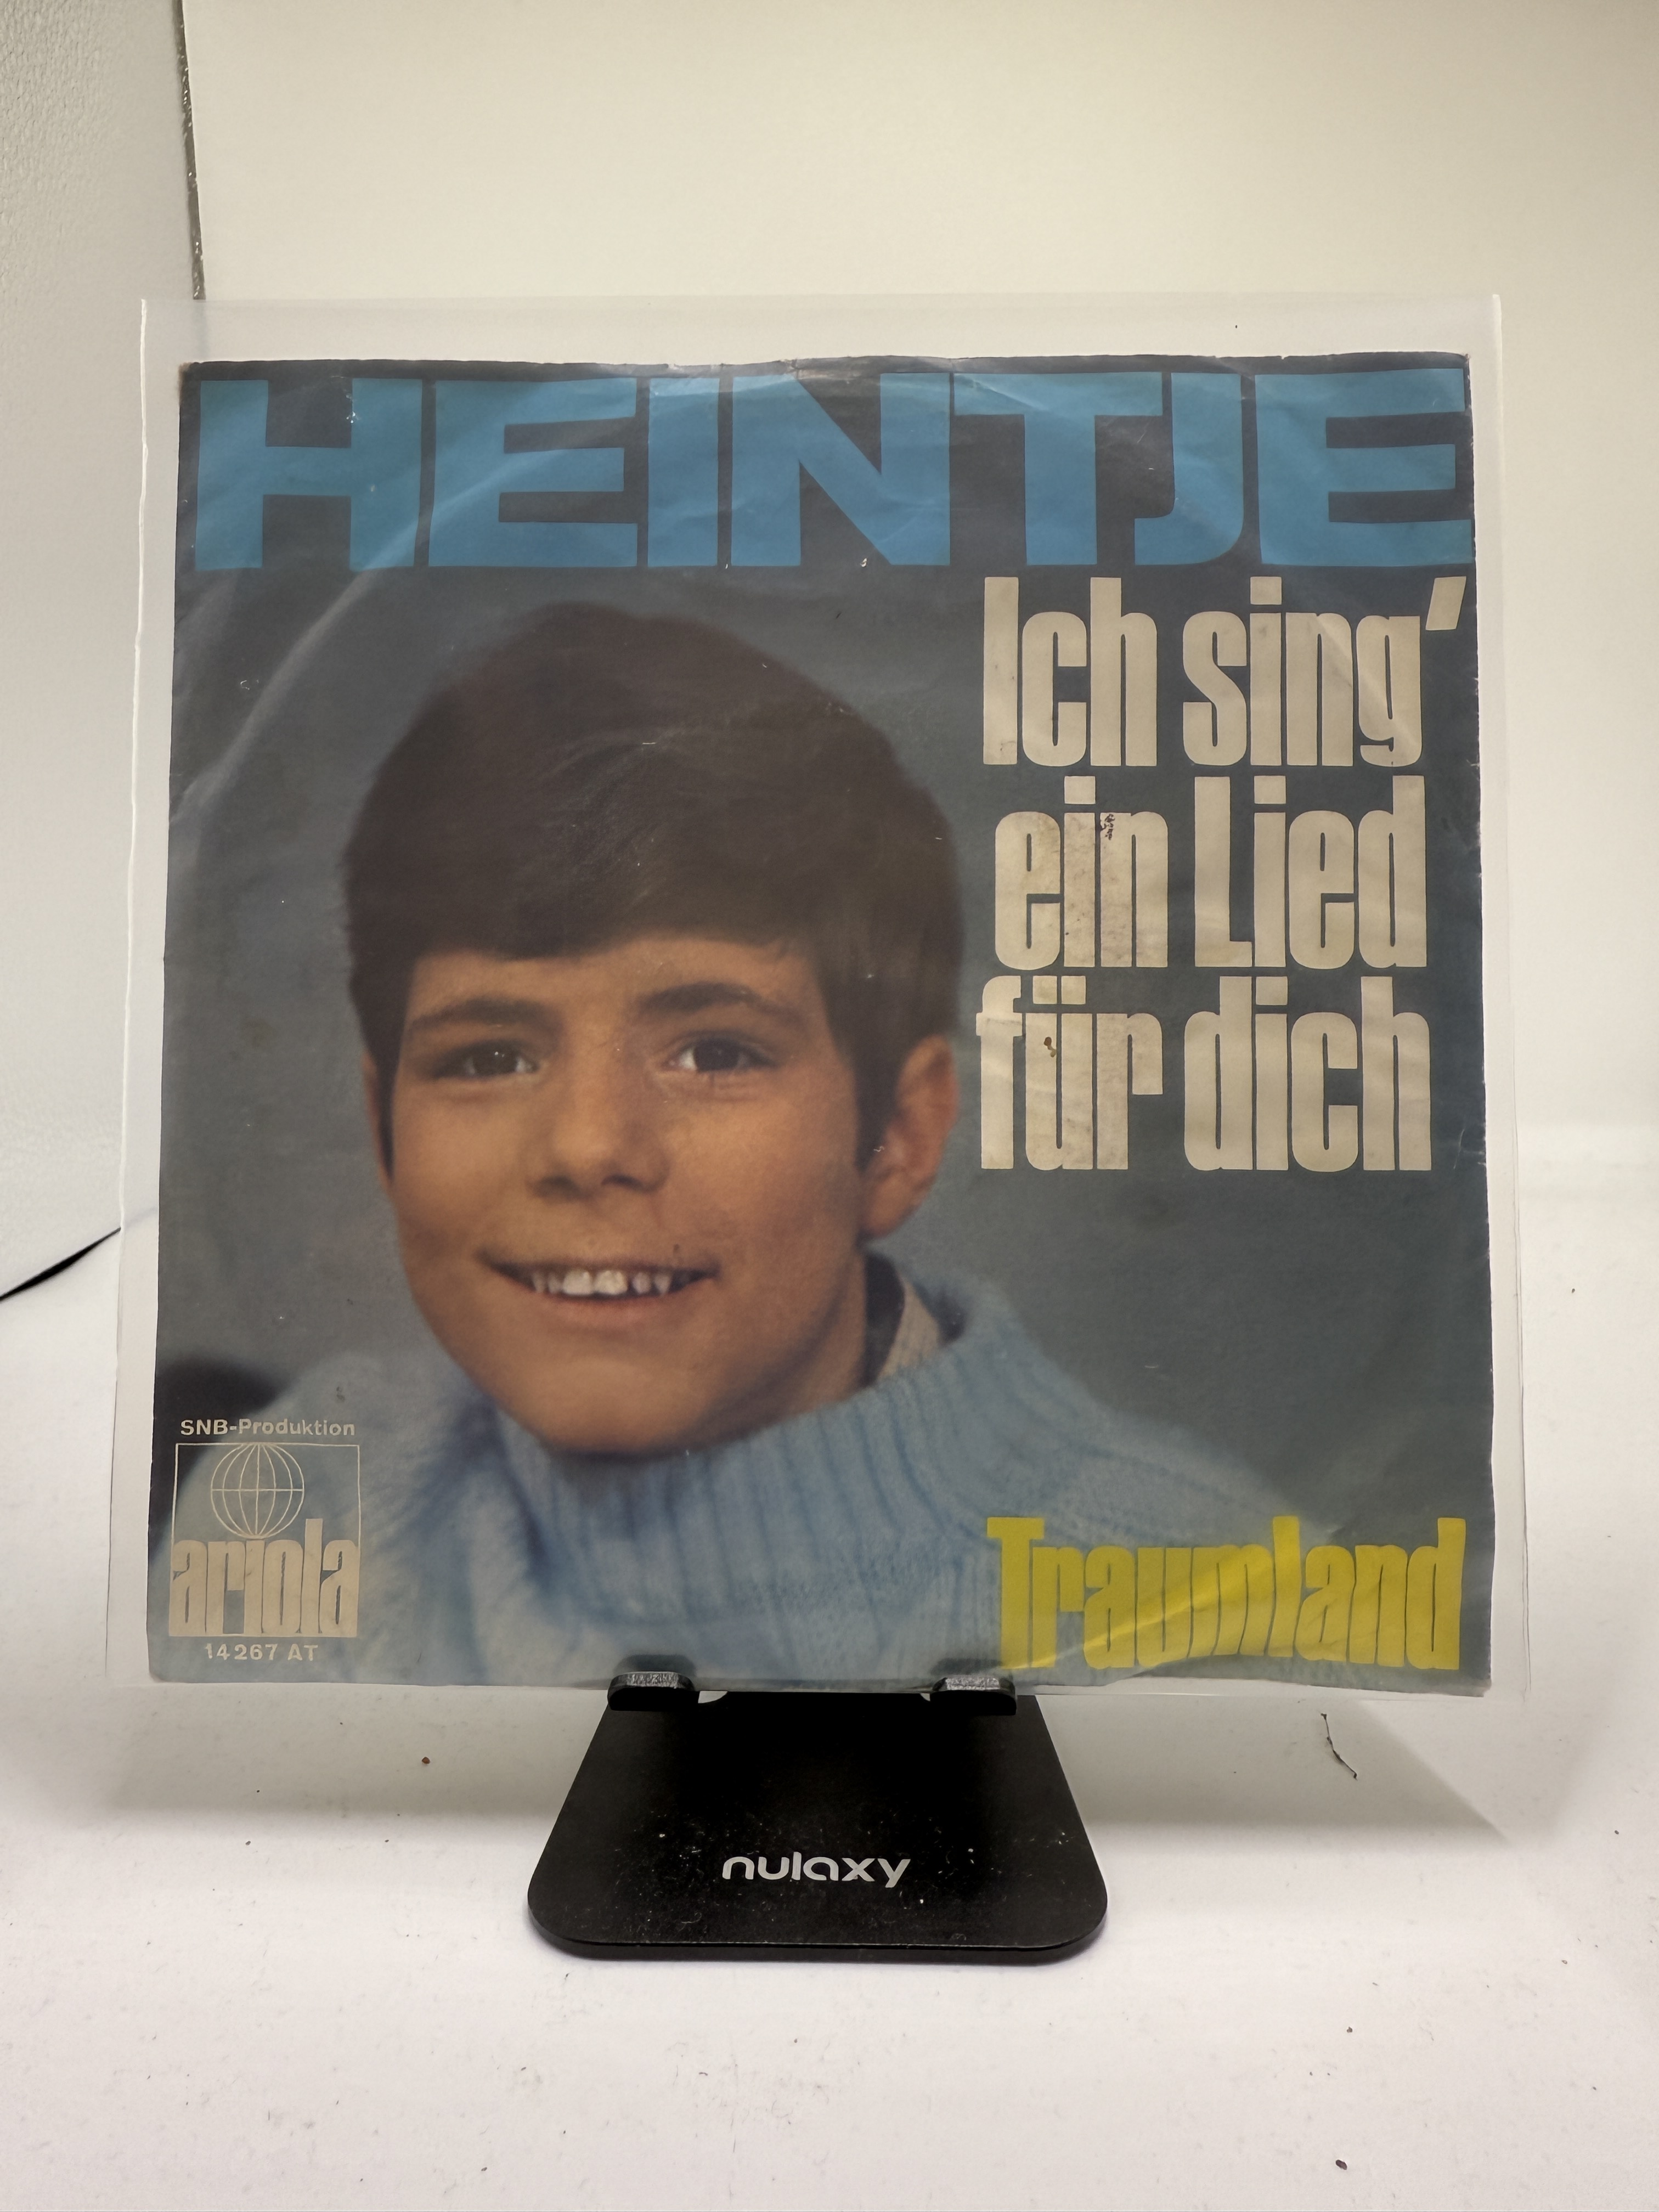 HEINTJE
Ich sing'
ein Lied
für dich
SNB-Produktion
ariola
14 267 AT
Traumland
nulaxy